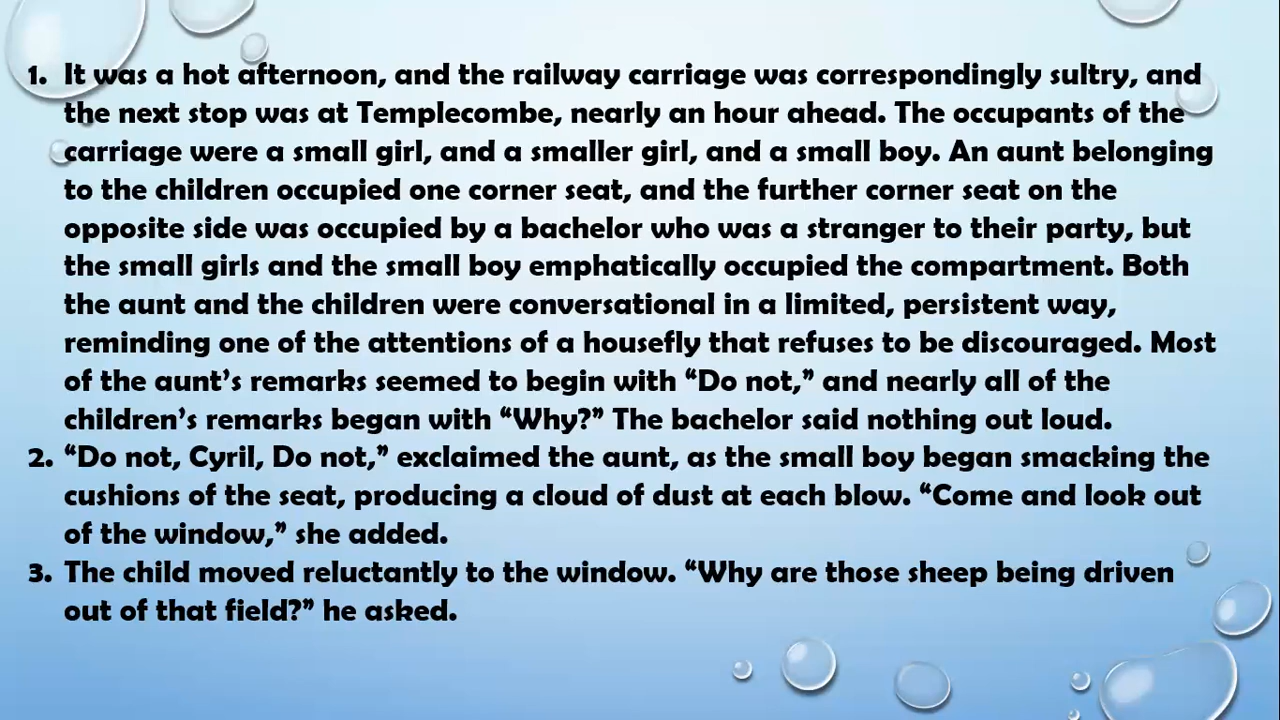 1. It was a hot afternoon, and the railway carriage was correspondingly sultry, and
the next stop was at Templecombe, nearly an hour ahead. The occupants of the
carriage were a small girl, and a smaller girl, and a small boy. An aunt belonging
to the children occupied one corner seat, and the further corner seat on the
opposite side was occupied by a bachelor who was a stranger to their party, but
the small girls and the small boy emphatically occupied the compartment. Both
the aunt and the children were conversational in a limited, persistent way,
reminding one of the attentions of a housefly that refuses to be discouraged. Most
of the aunt’s remarks seemed to begin with “Do not,” and nearly all of the
children’s remarks began with “Why?” The bachelor said nothing out loud.
2. “Do not, Cyril, Do not,” exclaimed the aunt, as the small boy began smacking the
cushions of the seat, producing a cloud of dust at each blow. “Come and look out
of the window,” she added.
3. The child moved reluctantly to the window. “Why are those sheep being driven
out of that field?” he asked.